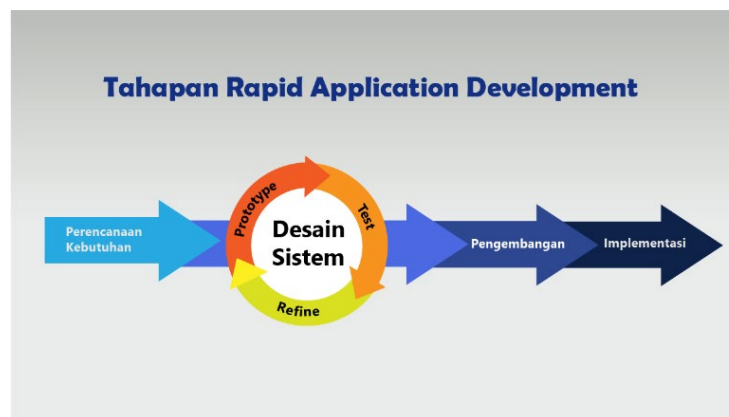 Tahapan Rapid Application Development
Perencanaan
Kebutuhan
Prototype
Test
Refine
Desain
Sistem
Pengembangan
Implementasi